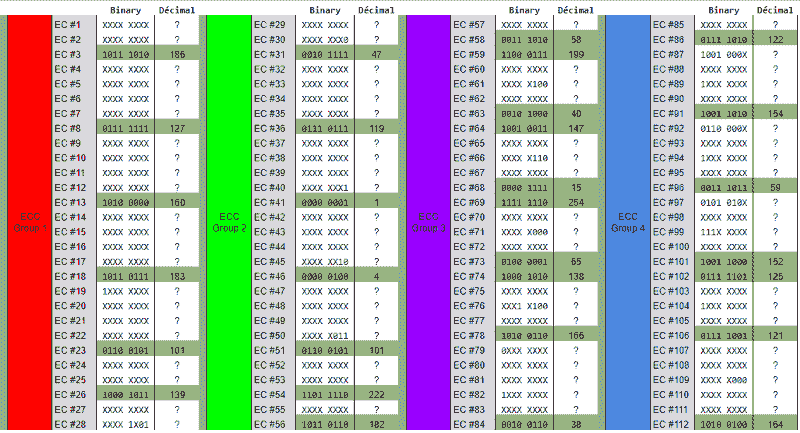 Binary Décimal Binary Décimal Binary Décimal Binary Décimal
EC #1 XXXX XXXX ? EC #29 XXXX XXXX ? EC #57 XXXX XXXX ? EC #85 XXXX XXXX ?
EC #2 XXXX XXXX ? EC #30 XXXX XXX0 ? EC #58 0011 1010 58 EC #86 0111 1010 122
EC #3 1011 1010 186 EC #31 0010 1111 47 EC #59 1100 0111 199 EC #87 1001 000X ?
EC #4 XXXX XXXX ? EC #32 XXXX XXXX ? EC #60 XXXX XXXX ? EC #88 XXXX XXXX ?
EC #5 XXXX XXXX ? EC #33 XXXX XXXX ? EC #61 XXXX X100 ? EC #89 1XXX XXXX ?
EC #6 XXXX XXXX ? EC #34 XXXX XXXX ? EC #62 XXXX XXXX ? EC #90 XXXX XXXX ?
EC #7 XXXX XXXX ? EC #35 XXXX XXXX ? EC #63 0010 1000 40 EC #91 1001 1010 154
EC #8 0111 1111 127 EC #36 0111 0111 119 EC #64 1001 0011 147 EC #92 0110 000X ?
EC #9 XXXX XXXX ? EC #37 XXXX XXXX ? EC #65 XXXX XXXX ? EC #93 XXXX XXXX ?
EC #10 XXXX XXXX ? EC #38 XXXX XXXX ? EC #66 XXXX X110 ? EC #94 1XXX XXXX ?
EC #11 XXXX XXXX ? EC #39 XXXX XXXX ? EC #67 XXXX XXXX ? EC #95 XXXX XXXX ?
EC #12 XXXX XXXX ? EC #40 XXXX XXX1 ? EC #68 0000 1111 15 EC #96 0011 1011 59
EC #13 1010 0000 160 EC #41 0000 0001 1 EC #69 1111 1110 254 EC #97 0101 010X ?
EC #14 XXXX XXXX ? EC #42 XXXX XXXX ? EC #70 XXXX XXXX ? EC #98 XXXX XXXX ?
ECC Group 1 EC #15 XXXX XXXX ? ECC Group 2 EC #43 XXXX XXXX ? ECC Group 3 EC #71 XXXX X000 ? ECC Group 4 EC #99 111X XXXX ?
EC #16 XXXX XXXX ? EC #44 XXXX XXXX ? EC #72 XXXX XXXX ? EC #100 XXXX XXXX ?
EC #17 XXXX XXXX ? EC #45 XXXX XX10 ? EC #73 0100 0001 65 EC #101 1001 1000 152
EC #18 1011 0111 183 EC #46 0000 0100 4 EC #74 1000 1010 138 EC #102 0111 1101 125
EC #19 1XXX XXXX ? EC #47 XXXX XXXX ? EC #75 XXXX XXXX ? EC #103 XXXX XXXX ?
EC #20 XXXX XXXX ? EC #48 XXXX XXXX ? EC #76 XXX1 X100 ? EC #104 1XXX XXXX ?
EC #21 XXXX XXXX ? EC #49 XXXX XXXX ? EC #77 XXXX XXXX ? EC #105 XXXX XXXX ?
EC #22 XXXX XXXX ? EC #50 XXXX X011 ? EC #78 1010 0110 166 EC #106 0111 1001 121
EC #23 0110 0101 101 EC #51 0110 0101 101 EC #79 0XXX XXXX ? EC #107 XXXX XXXX ?
EC #24 XXXX XXXX ? EC #52 XXXX XXXX ? EC #80 XXXX XXXX ? EC #108 XXXX XXXX ?
EC #25 XXXX XXXX ? EC #53 XXXX XXXX ? EC #81 XXXX XXXX ? EC #109 XXXX X000 ?
EC #26 1000 1011 139 EC #54 1101 1110 222 EC #82 1XXX XXXX ? EC #110 XXXX XXXX ?
EC #27 XXXX XXXX ? EC #55 XXXX XXXX ? EC #83 XXXX XXXX ? EC #111 XXXX XXXX ?
EC #28 XXXX 1X01 ? EC #56 1011 0110 182 EC #84 0010 0110 38 EC #112 1010 0100 164